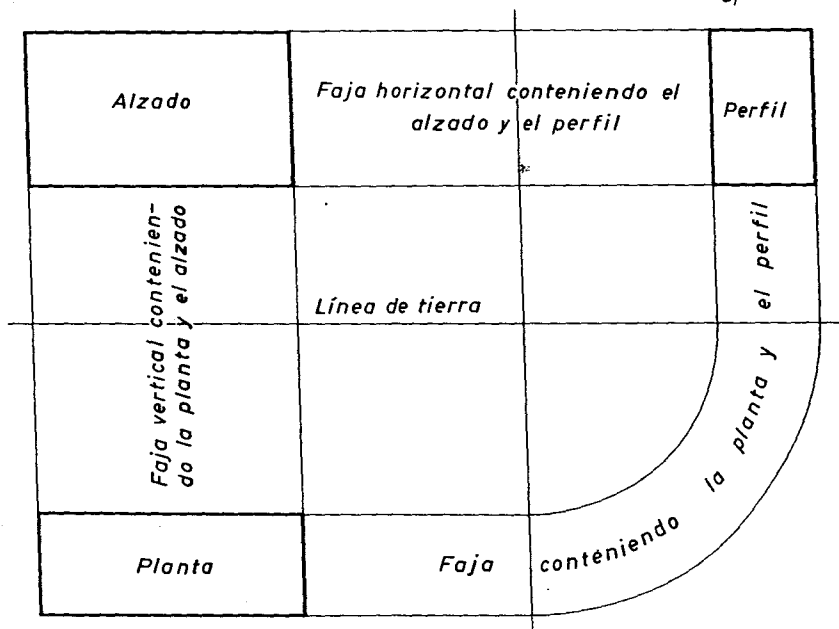 Alzado
Faja horizontal conteniendo el
alzado y el perfil
Perfil
Faja vertical contenien-
do la planta y el alzado
Línea de tierra
Planta
Faja conteniendo la planta y el perfil